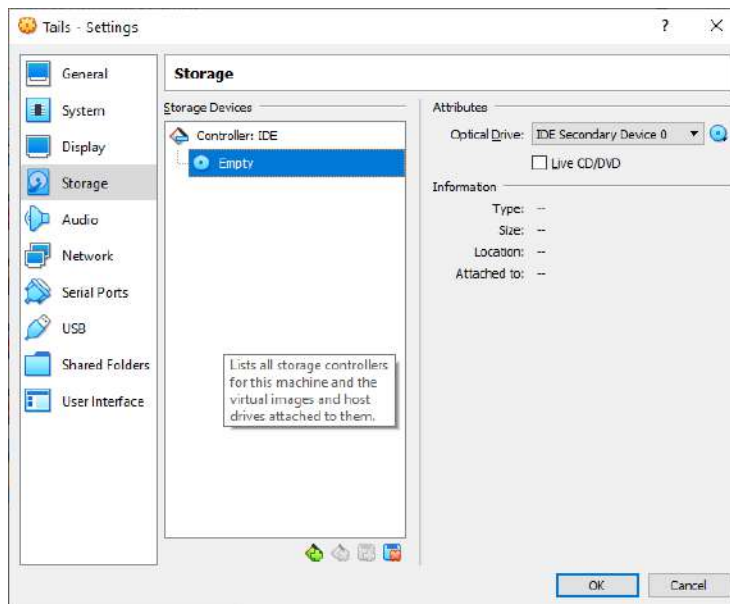 Tails - Settings
?
General
System
Display
Storage
Audio
Network
Serial Ports
USB
Shared Folders
User Interface
Storage
Storage Devices
Controller: IDE
Empty
Lists all storage controllers
for this machine and the
virtual images and host
drives attached to them.
Attributes
Optical Drive: IDE Secondary Device 0
Live CD/DVD
Information
Type: --
Size: --
Location: --
Attached to: --
OK
Cancel